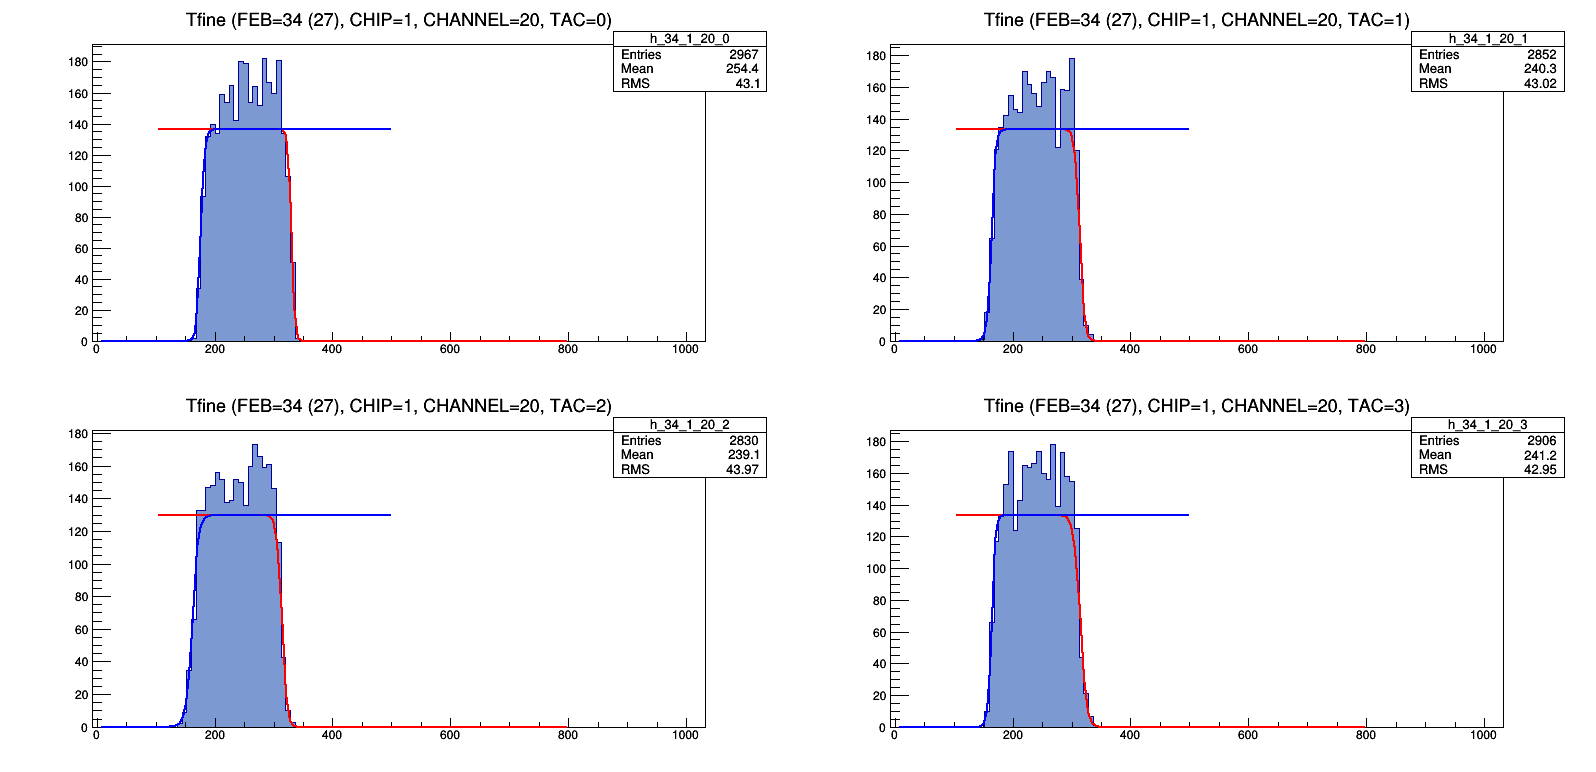 Tfine (FEB=34 (27), CHIP=1, CHANNEL=20, TAC=0)
h_34_1_20_0
Entries 2967
Mean 254.4
RMS 43.1
180
160
140
120
100
80
60
40
20
0
0 200 400 600 800 1000
Tfine (FEB=34 (27), CHIP=1, CHANNEL=20, TAC=1)
h_34_1_20_1
Entries 2852
Mean 240.3
RMS 43.02
180
160
140
120
100
80
60
40
20
0
0 200 400 600 800 1000
Tfine (FEB=34 (27), CHIP=1, CHANNEL=20, TAC=2)
h_34_1_20_2
Entries 2830
Mean 239.1
RMS 43.97
180
160
140
120
100
80
60
40
20
0
0 200 400 600 800 1000
Tfine (FEB=34 (27), CHIP=1, CHANNEL=20, TAC=3)
h_34_1_20_3
Entries 2906
Mean 241.2
RMS 42.95
180
160
140
120
100
80
60
40
20
0
0 200 400 600 800 1000